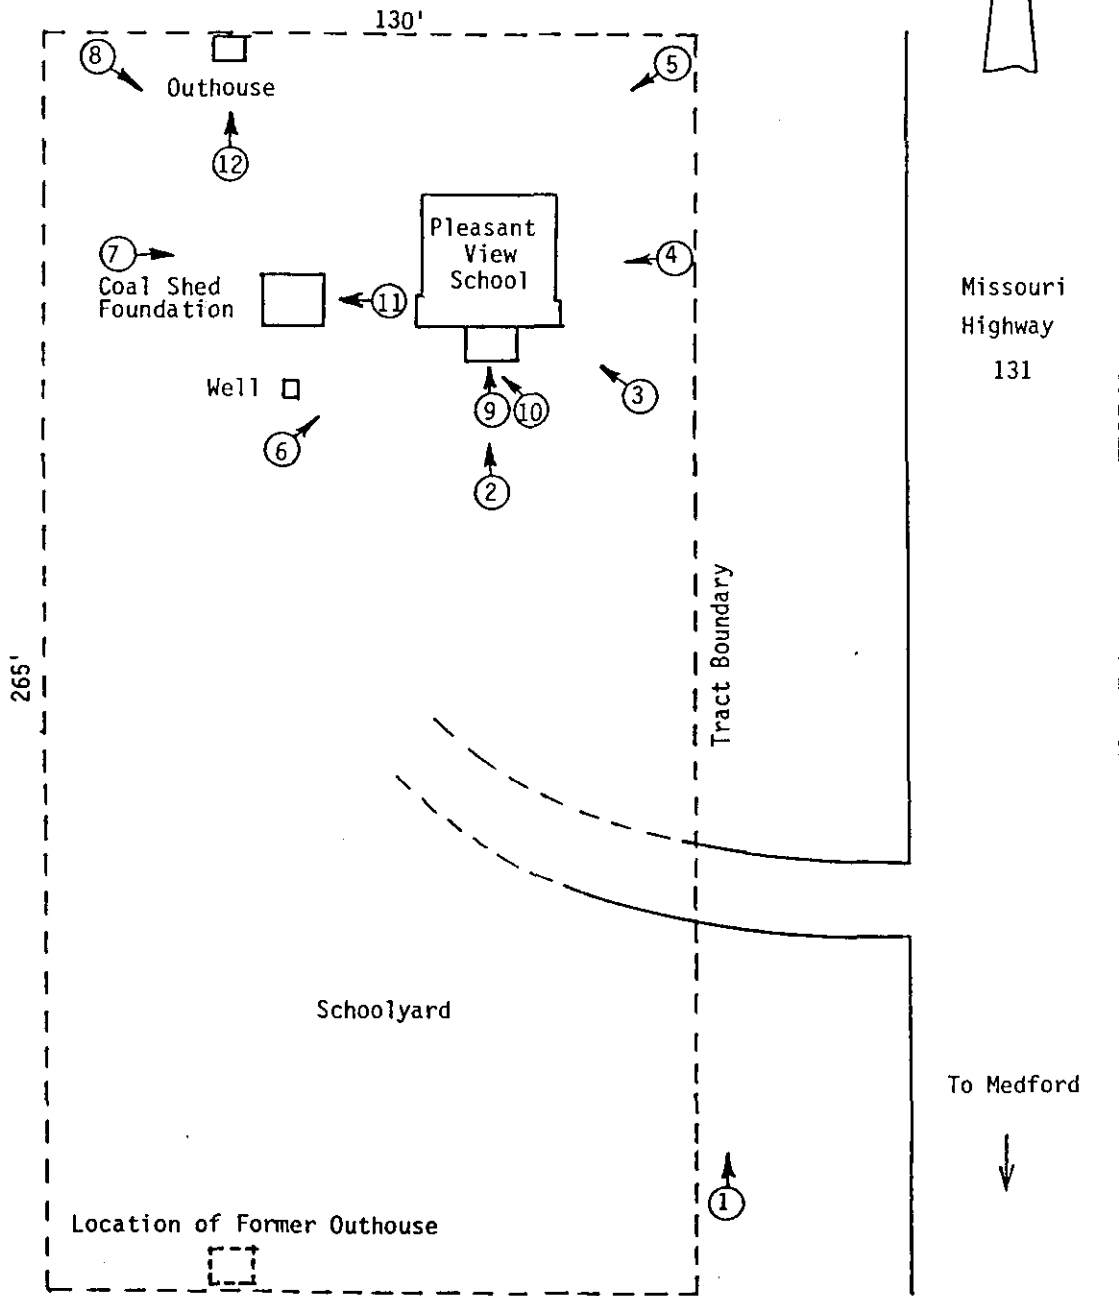 130'
8
5
Outhouse
12
Pleasant
View
School
7
4
Coal Shed
Foundation
11
Missouri
Highway
131
Well
3
9
10
6
2
265'
Tract Boundary
Schoolyard
To Medford
1
Location of Former Outhouse